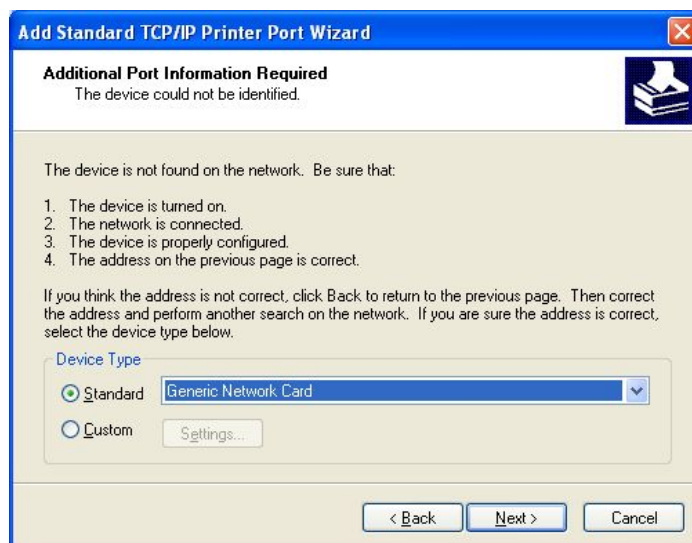 Add Standard TCP/IP Printer Port Wizard
Additional Port Information Required
The device could not be identified.
The device is not found on the network. Be sure that:
1. The device is turned on.
2. The network is connected.
3. The device is properly configured.
4. The address on the previous page is correct.
If you think the address is not correct, click Back to return to the previous page. Then correct
the address and perform another search on the network. If you are sure the address is correct,
select the device type below.
Device Type
Standard Generic Network Card
Custom Settings...
< Back Next > Cancel